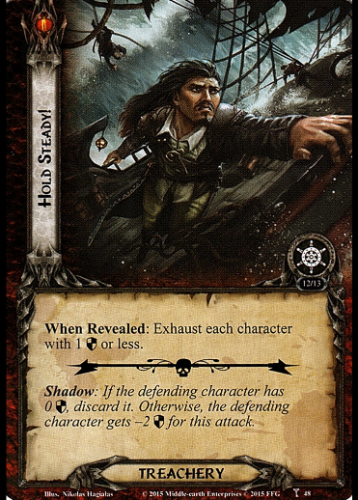 HOLD STEADY!
12/13
When Revealed: Exhaust each character
with 1 or less.
Shadow: If the defending character has
0 , discard it. Otherwise, the defending
character gets –2 for this attack.
TREACHERY
Illus. Nikolas Hagialas © 2015 Middle-earth Enterprises © 2015 FFG 48